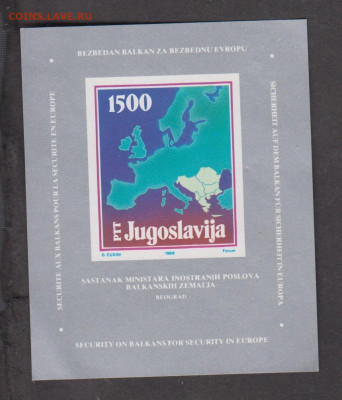 COINS.LAVE.RU
BEZBEDAN BALKAN ZA BEZBEDNU EVROPU
SECURITE AUX BALKANS POUR LA SECURITE EN EUROPE
SICHERHEIT AUF DEM BALKAN FUR SICHERHEIT IN EUROPA
1500
PTT Jugoslavija
1988
Forum
SASTANAK MINISTARA INOSTRANIH POSLOVA
BALKANSKIH ZEMALJA
BEOGRAD
SECURITY ON BALKANS FOR SECURITY IN EUROPE